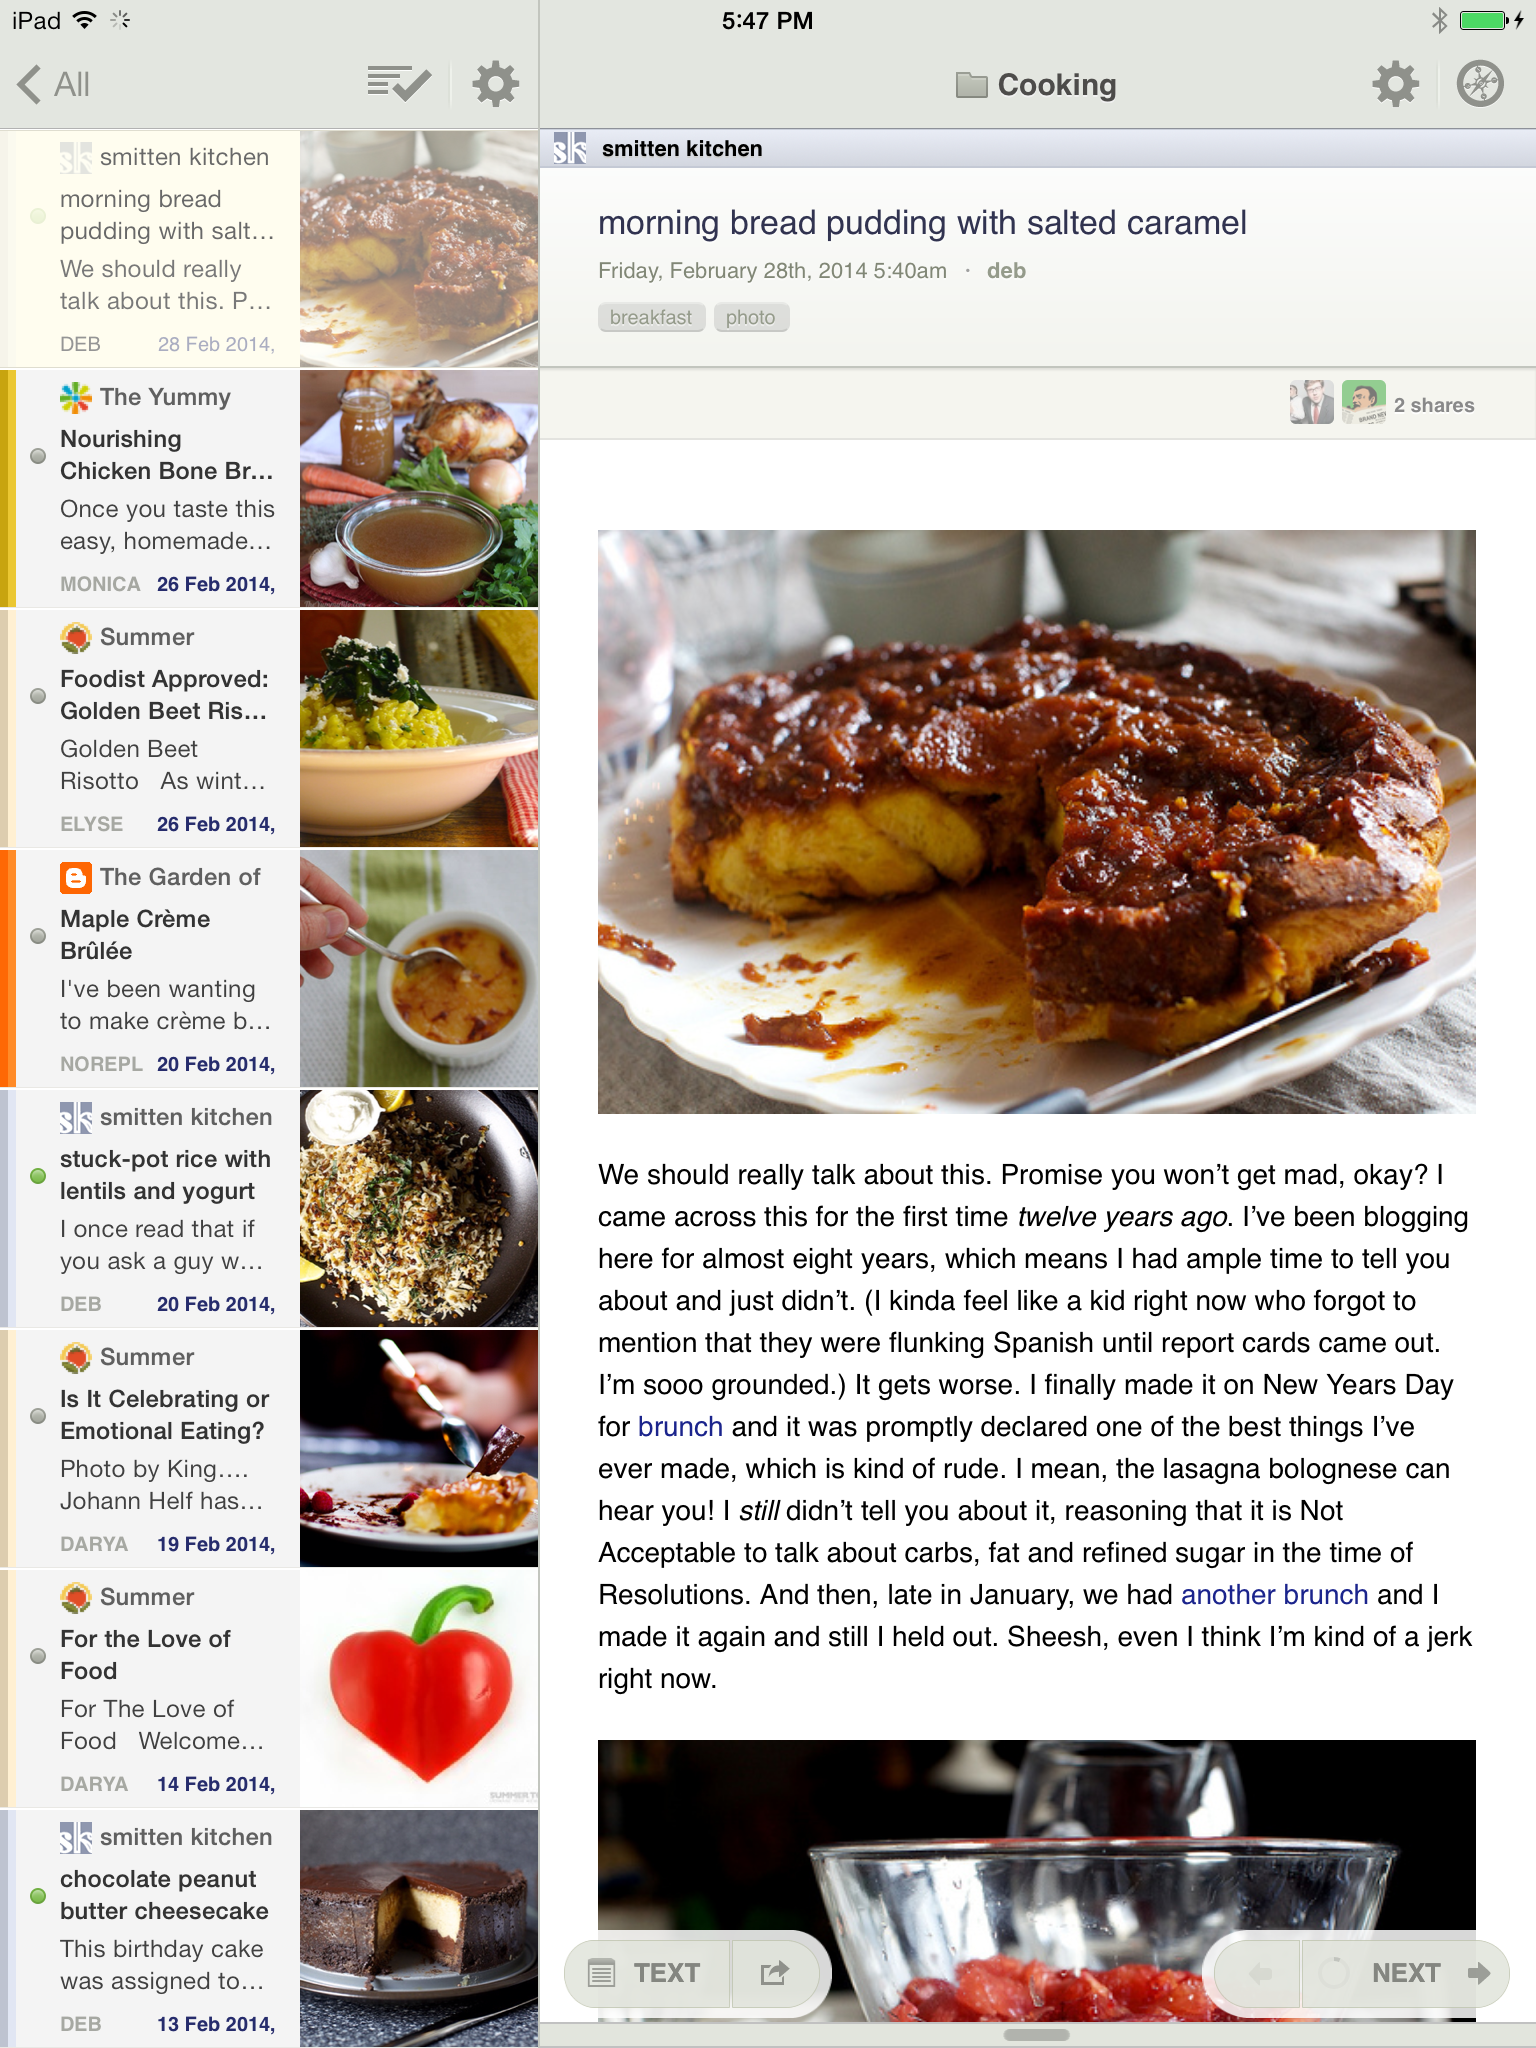 iPad
5:47 PM
All
Cooking
smitten kitchen
morning bread
pudding with salt...
We should really
talk about this. P...
DEB 28 Feb 2014,
The Yummy
Nourishing
Chicken Bone Br...
Once you taste this
easy, homemade...
MONICA 26 Feb 2014,
Summer
Foodist Approved:
Golden Beet Ris...
Golden Beet
Risotto As wint...
ELYSE 26 Feb 2014,
The Garden of
Maple Crème
Brûlée
I've been wanting
to make crème b...
NOREPL 20 Feb 2014,
sk smitten kitchen
stuck-pot rice with
lentils and yogurt
I once read that if
you ask a guy w...
DEB 20 Feb 2014,
Summer
Is It Celebrating or
Emotional Eating?
Photo by King....
Johann Helf has...
DARYA 19 Feb 2014,
Summer
For the Love of
Food
For The Love of
Food Welcome...
DARYA 14 Feb 2014,
sk smitten kitchen
chocolate peanut
butter cheesecake
This birthday cake
was assigned to...
DEB 13 Feb 2014,
sk smitten kitchen
morning bread pudding with salted caramel
Friday, February 28th, 2014 5:40am · deb
breakfast photo
2 shares
We should really talk about this. Promise you won’t get mad, okay? I
came across this for the first time twelve years ago. I’ve been blogging
here for almost eight years, which means I had ample time to tell you
about and just didn’t. (I kinda feel like a kid right now who forgot to
mention that they were flunking Spanish until report cards came out.
I’m sooo grounded.) It gets worse. I finally made it on New Years Day
for brunch and it was promptly declared one of the best things I’ve
ever made, which is kind of rude. I mean, the lasagna bolognese can
hear you! I still didn’t tell you about it, reasoning that it is Not
Acceptable to talk about carbs, fat and refined sugar in the time of
Resolutions. And then, late in January, we had another brunch and I
made it again and still I held out. Sheesh, even I think I’m kind of a jerk
right now.
TEXT
NEXT